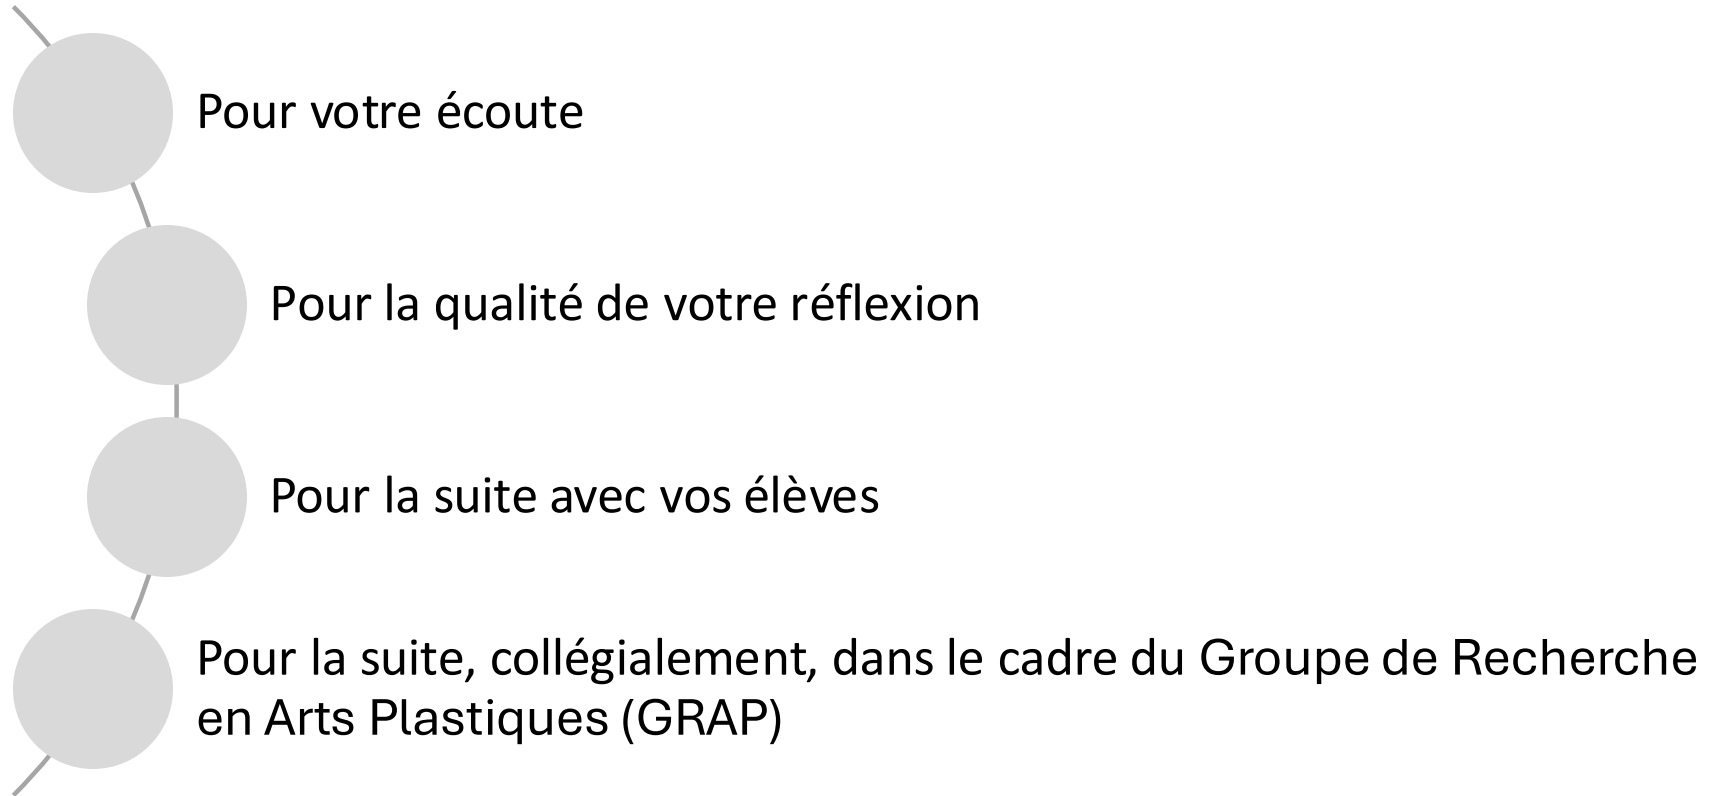 Pour votre écoute
Pour la qualité de votre réflexion
Pour la suite avec vos élèves
Pour la suite, collégialement, dans le cadre du Groupe de Recherche
en Arts Plastiques (GRAP)